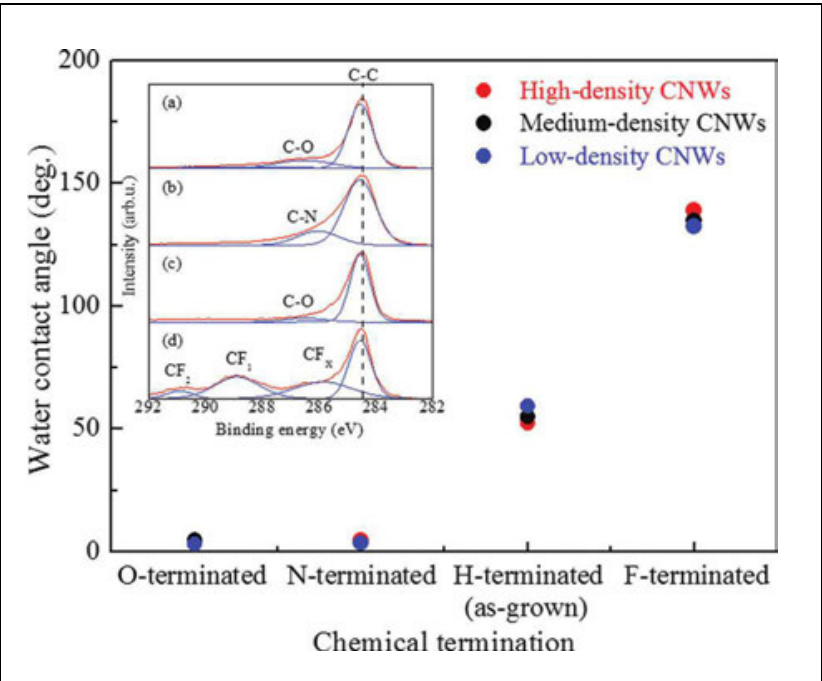 200
150
100
50
0
Water contact angle (deg.)
High-density CNWs
Medium-density CNWs
Low-density CNWs
C-C
(a)
C-O
(b)
C-N
(c)
C-O
(d)
CF₂
CF₁
CFₓ
Intensity (arb.u.)
292 290 288 286 284 282
Binding energy (eV)
O-terminated N-terminated H-terminated F-terminated
(as-grown)
Chemical termination